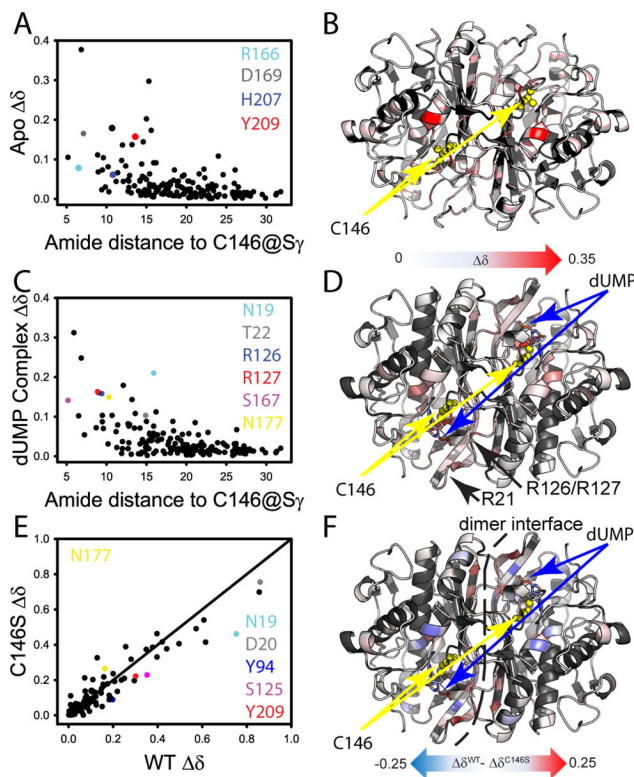 A
0.4
0.3
0.2
0.1
0.0
Apo Δδ
R166
D169
H207
Y209
5 10 15 20 25 30
Amide distance to C146@Sγ
B
C146
0 Δδ 0.35
C
0.4
0.3
0.2
0.1
0.0
dUMP Complex Δδ
N19
T22
R126
R127
S167
N177
5 10 15 20 25 30
Amide distance to C146@Sγ
D
dUMP
C146
R21
R126/R127
E
1.0
0.8
0.6
0.4
0.2
0.0
C146S Δδ
N177
N19
D20
Y94
S125
Y209
0.0 0.2 0.4 0.6 0.8 1.0
WT Δδ
F
dimer interface
dUMP
C146
-0.25 Δδᵂᵀ- Δδᶜ¹⁴⁶ˢ 0.25